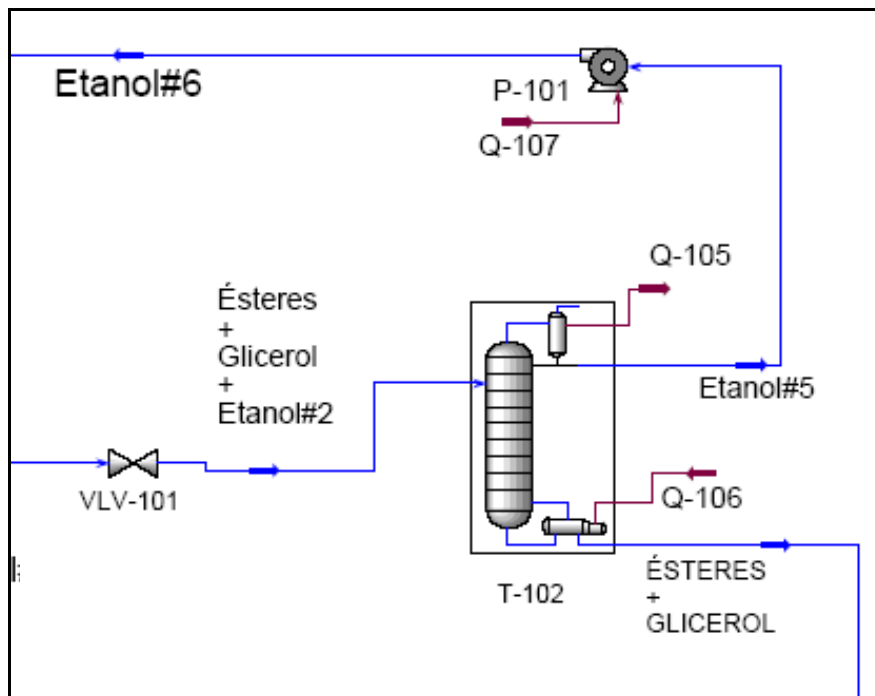 Etanol#6
P-101
Q-107
Q-105
Ésteres
+
Glicerol
+
Etanol#2
Etanol#5
VLV-101
Q-106
T-102
ÉSTERES
+
GLICEROL